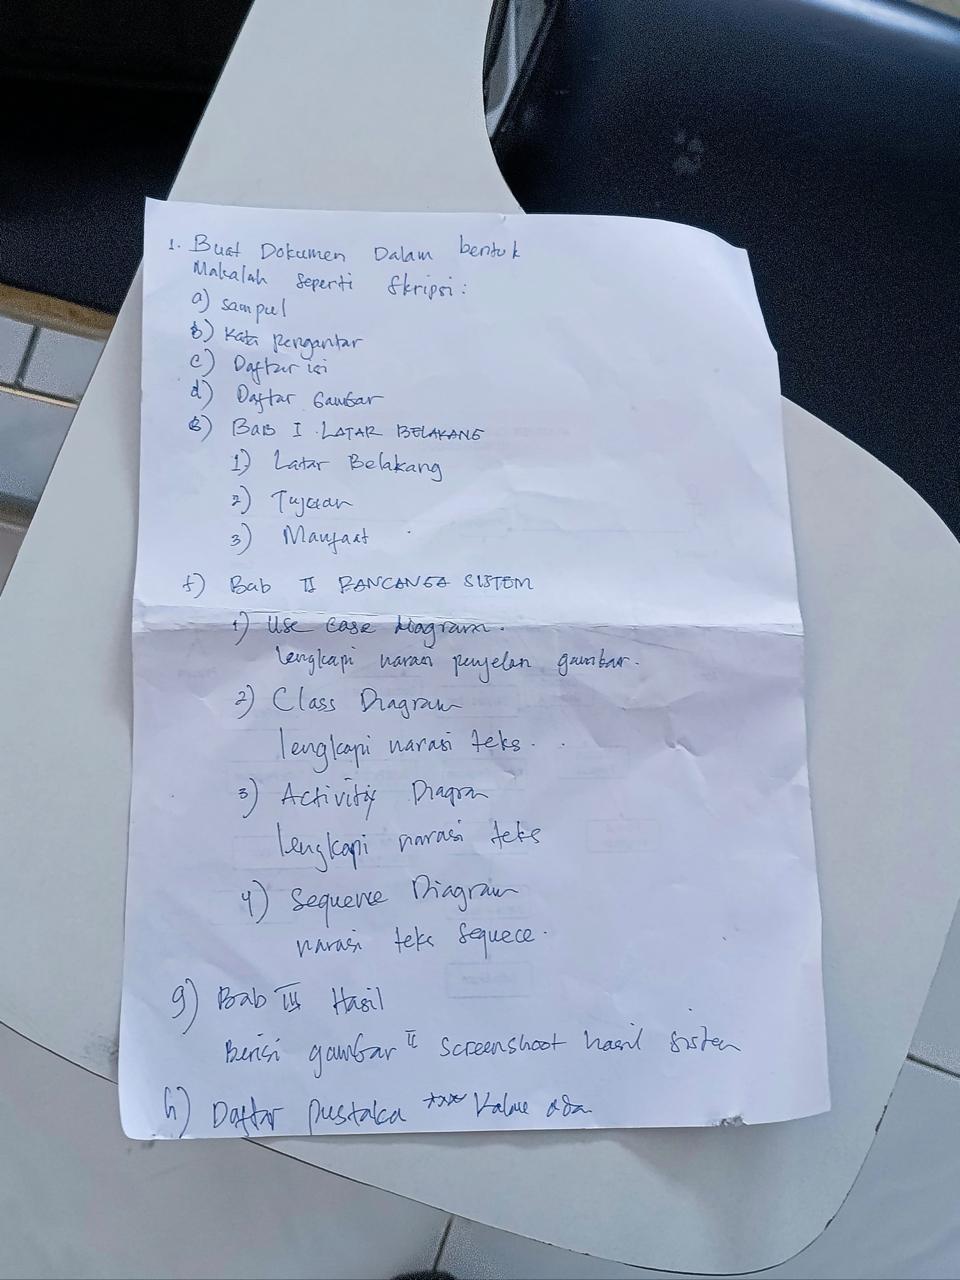 1. Buat Dokumen Dalam bentuk
Makalah seperti Skripsi:
a) Sampul
b) Kata pengantar
c) Daftar isi
d) Daftar Gambar
e) Bab I LATAR BELAKANG
1) Latar Belakang
2) Tujuan
3) Manfaat
f) Bab II RANCANGA SISTEM
1) Use Case Diagram.
lengkapi narasi penjelan gambar.
2) Class Diagram
lengkapi narasi teks.
3) Activity Diagra
lengkapi narasi teks
4) Sequence Diagram
narasi teks Sequece.
g) Bab III Hasil
Berisi gambar II screenshoot hasil sistem
h) Daftar pustaka *** Kalau ada